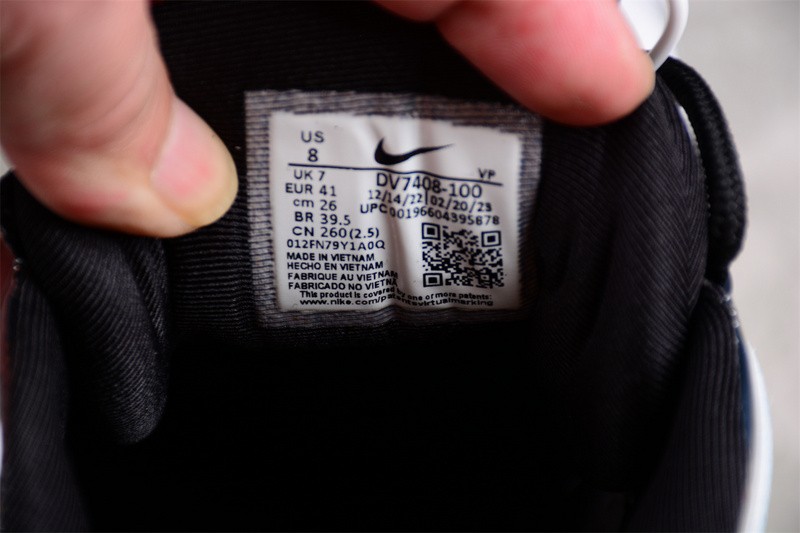 US
8
VP
UK 7
DV7408-100
EUR 41
12/14/22 02/20/23
cm 26
UPC 00196604395878
BR 39.5
CN 260(2.5)
012FN79Y1A0Q
MADE IN VIETNAM
HECHO EN VIETNAM
FABRIQUE AU VIETNAM
FABRICADO NO VIETNA
This product is covered by one or more patents:
www.nike.com/patentsvirtualmarking